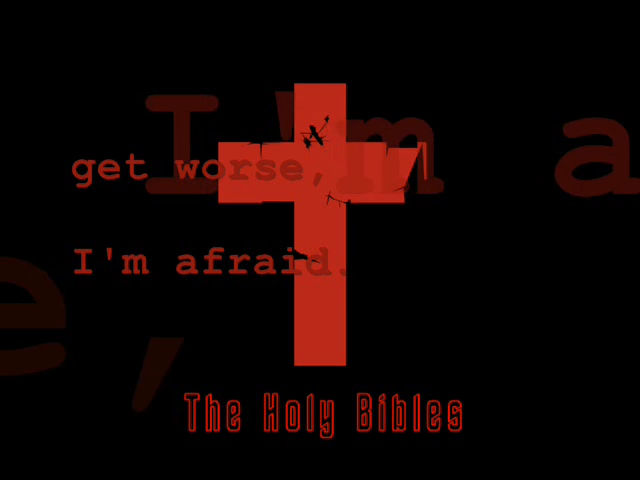 I'm a
get worse,
I'm afraid.
e,
The Holy Bibles